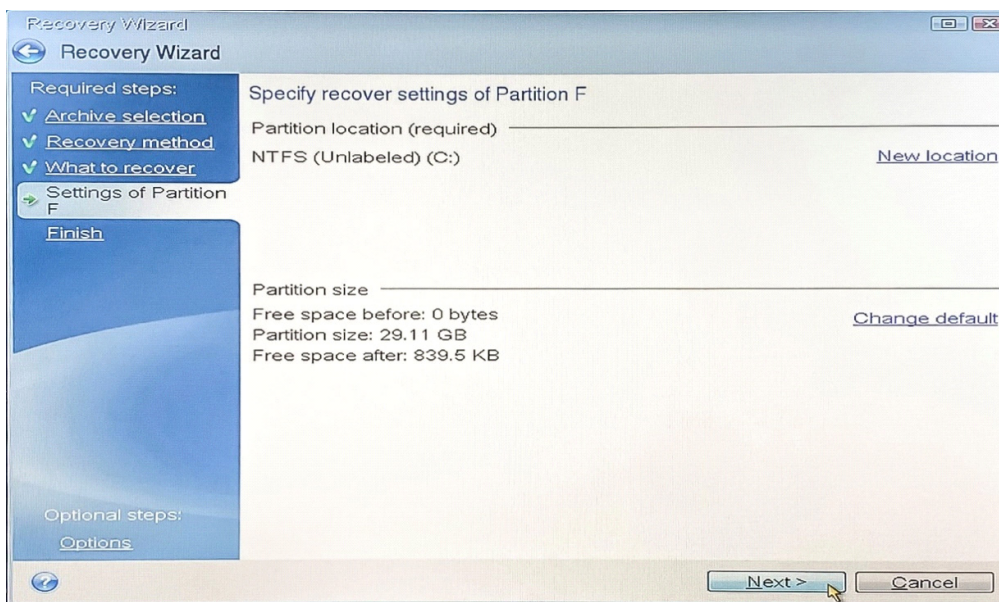 Recovery Wizard
Recovery Wizard
Required steps:
Archive selection
Recovery method
What to recover
Settings of Partition
F
Finish
Optional steps:
Options
Specify recover settings of Partition F
Partition location (required)
NTFS (Unlabeled) (C:)
New location
Partition size
Free space before: 0 bytes
Partition size: 29.11 GB
Free space after: 839.5 KB
Change default
Next >
Cancel